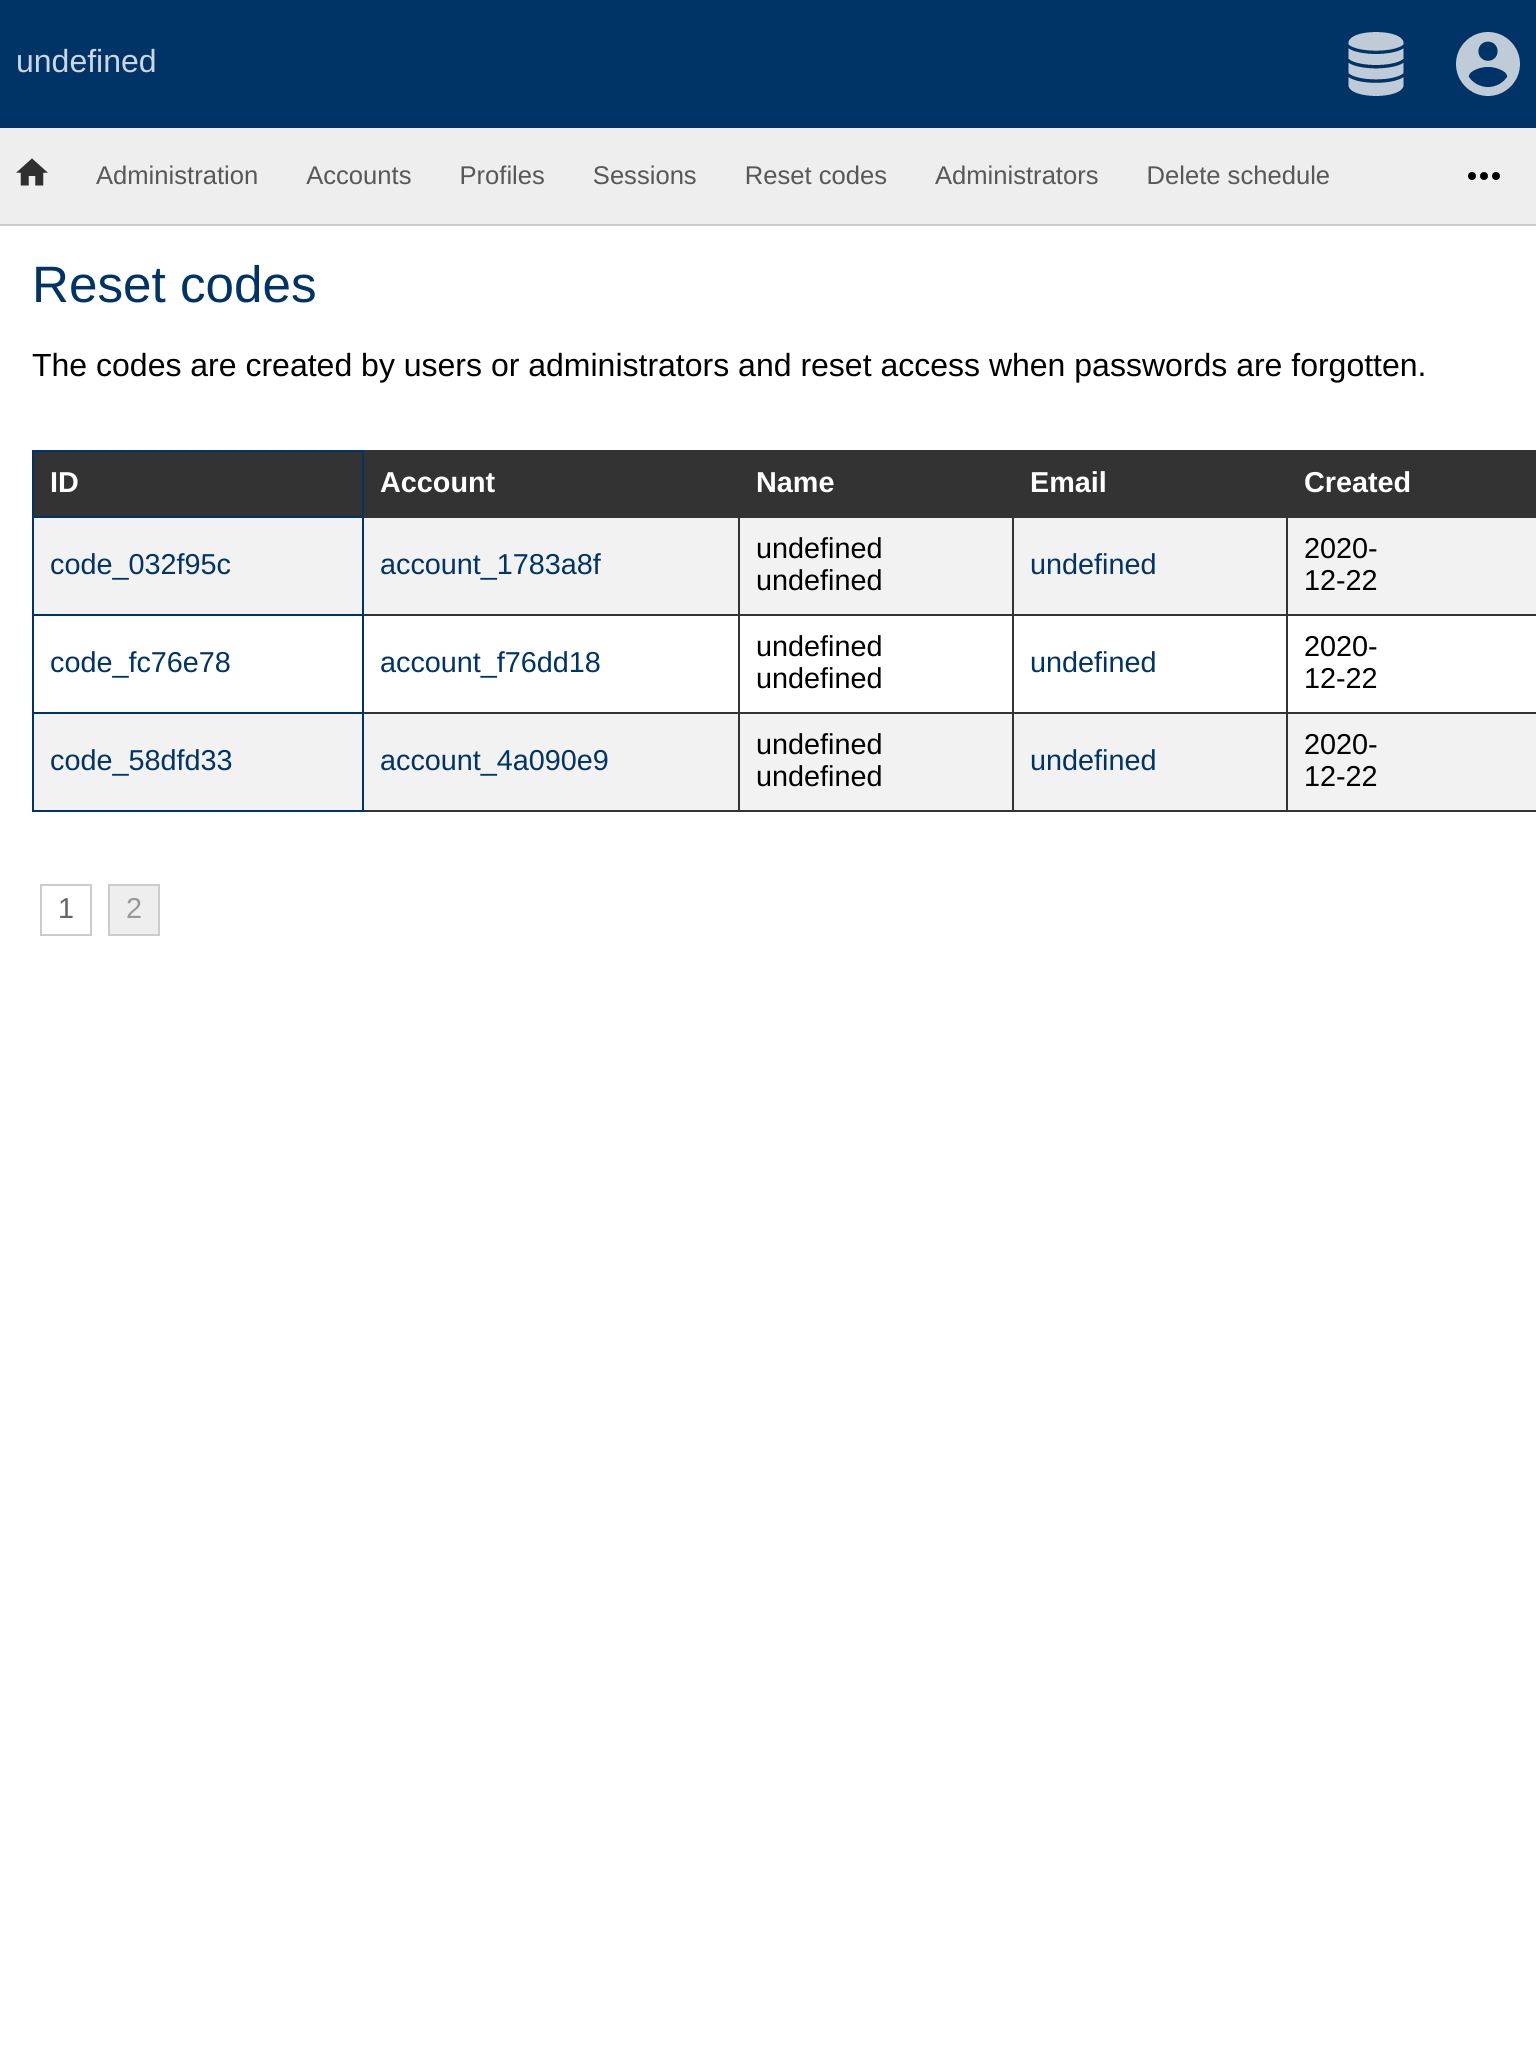 undefined
Administration Accounts Profiles Sessions Reset codes Administrators Delete schedule
Reset codes
The codes are created by users or administrators and reset access when passwords are forgotten.
ID Account Name Email Created
code_032f95c account_1783a8f undefined undefined undefined 2020-12-22
code_fc76e78 account_f76dd18 undefined undefined undefined 2020-12-22
code_58dfd33 account_4a090e9 undefined undefined undefined 2020-12-22
1 2